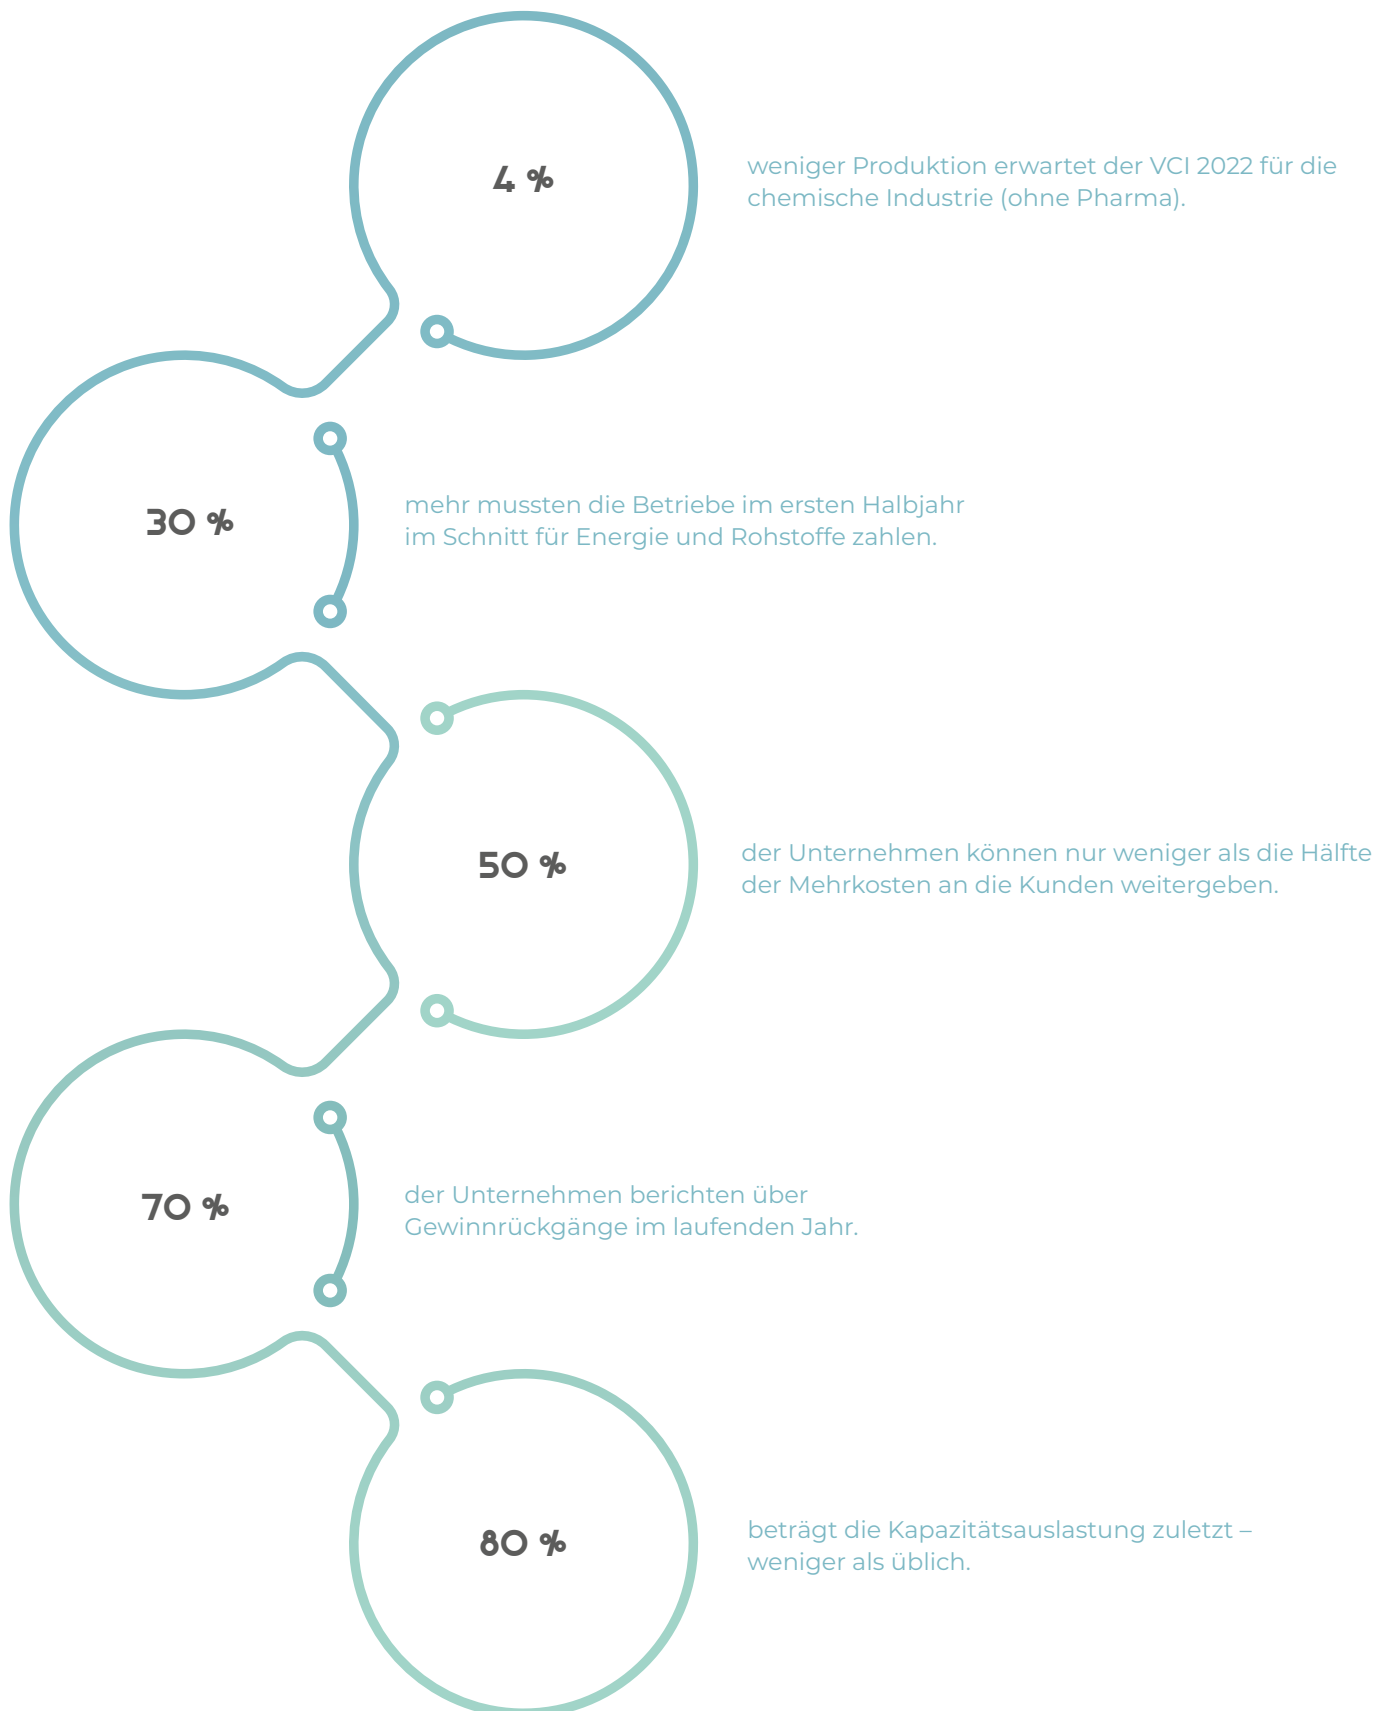 4 %
weniger Produktion erwartet der VCI 2022 für die
chemische Industrie (ohne Pharma).
30 %
mehr mussten die Betriebe im ersten Halbjahr
im Schnitt für Energie und Rohstoffe zahlen.
50 %
der Unternehmen können nur weniger als die Hälfte
der Mehrkosten an die Kunden weitergeben.
70 %
der Unternehmen berichten über
Gewinnrückgänge im laufenden Jahr.
80 %
beträgt die Kapazitätsauslastung zuletzt –
weniger als üblich.